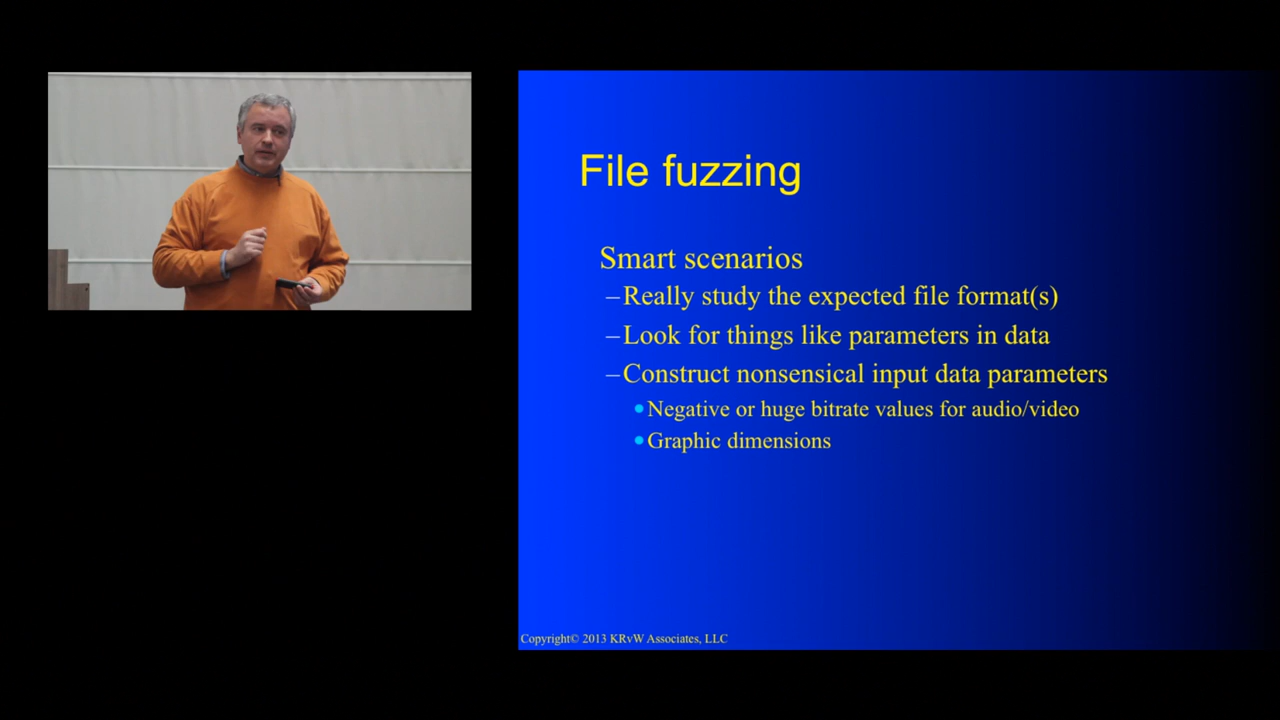 File fuzzing
Smart scenarios
–Really study the expected file format(s)
–Look for things like parameters in data
–Construct nonsensical input data parameters
•Negative or huge bitrate values for audio/video
•Graphic dimensions
Copyright© 2013 KRvW Associates, LLC